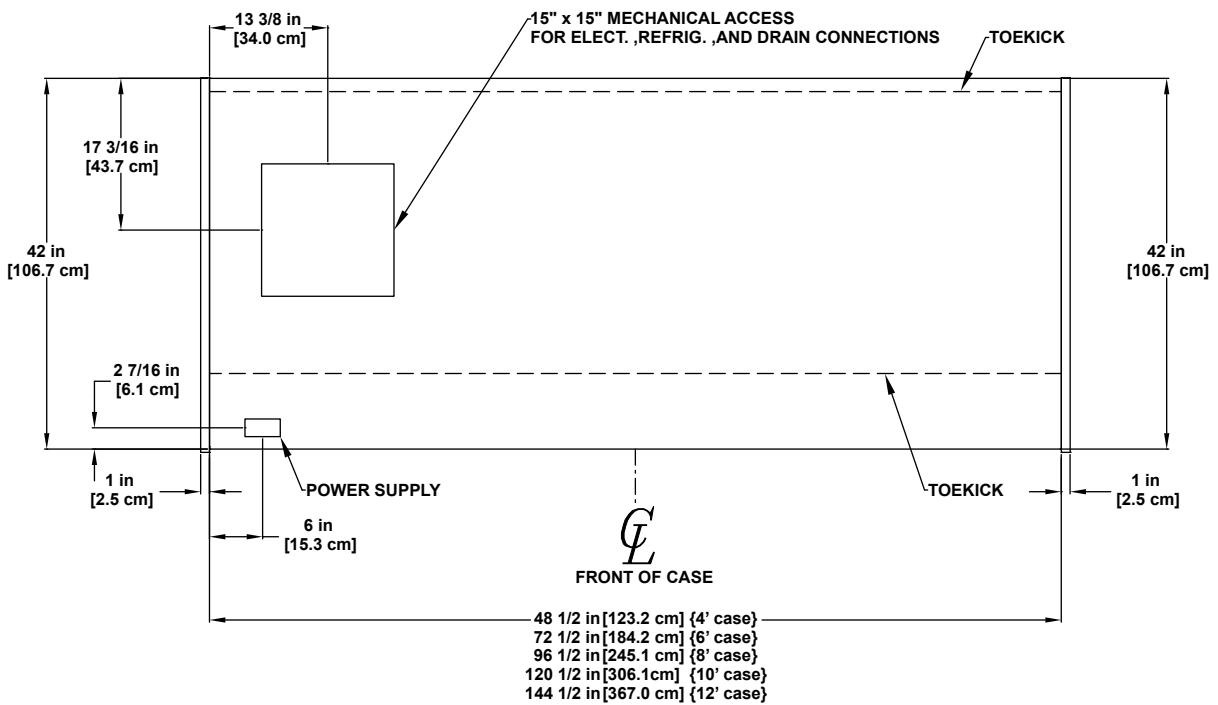 13 3/8 in
[34.0 cm]
15" x 15" MECHANICAL ACCESS
FOR ELECT. ,REFRIG. ,AND DRAIN CONNECTIONS
TOEKICK
17 3/16 in
[43.7 cm]
42 in
[106.7 cm]
42 in
[106.7 cm]
2 7/16 in
[6.1 cm]
1 in
[2.5 cm]
POWER SUPPLY
TOEKICK
1 in
[2.5 cm]
6 in
[15.3 cm]
CL
FRONT OF CASE
48 1/2 in[123.2 cm] {4' case}
72 1/2 in[184.2 cm] {6' case}
96 1/2 in[245.1 cm] {8' case}
120 1/2 in[306.1cm] {10' case}
144 1/2 in[367.0 cm] {12' case}